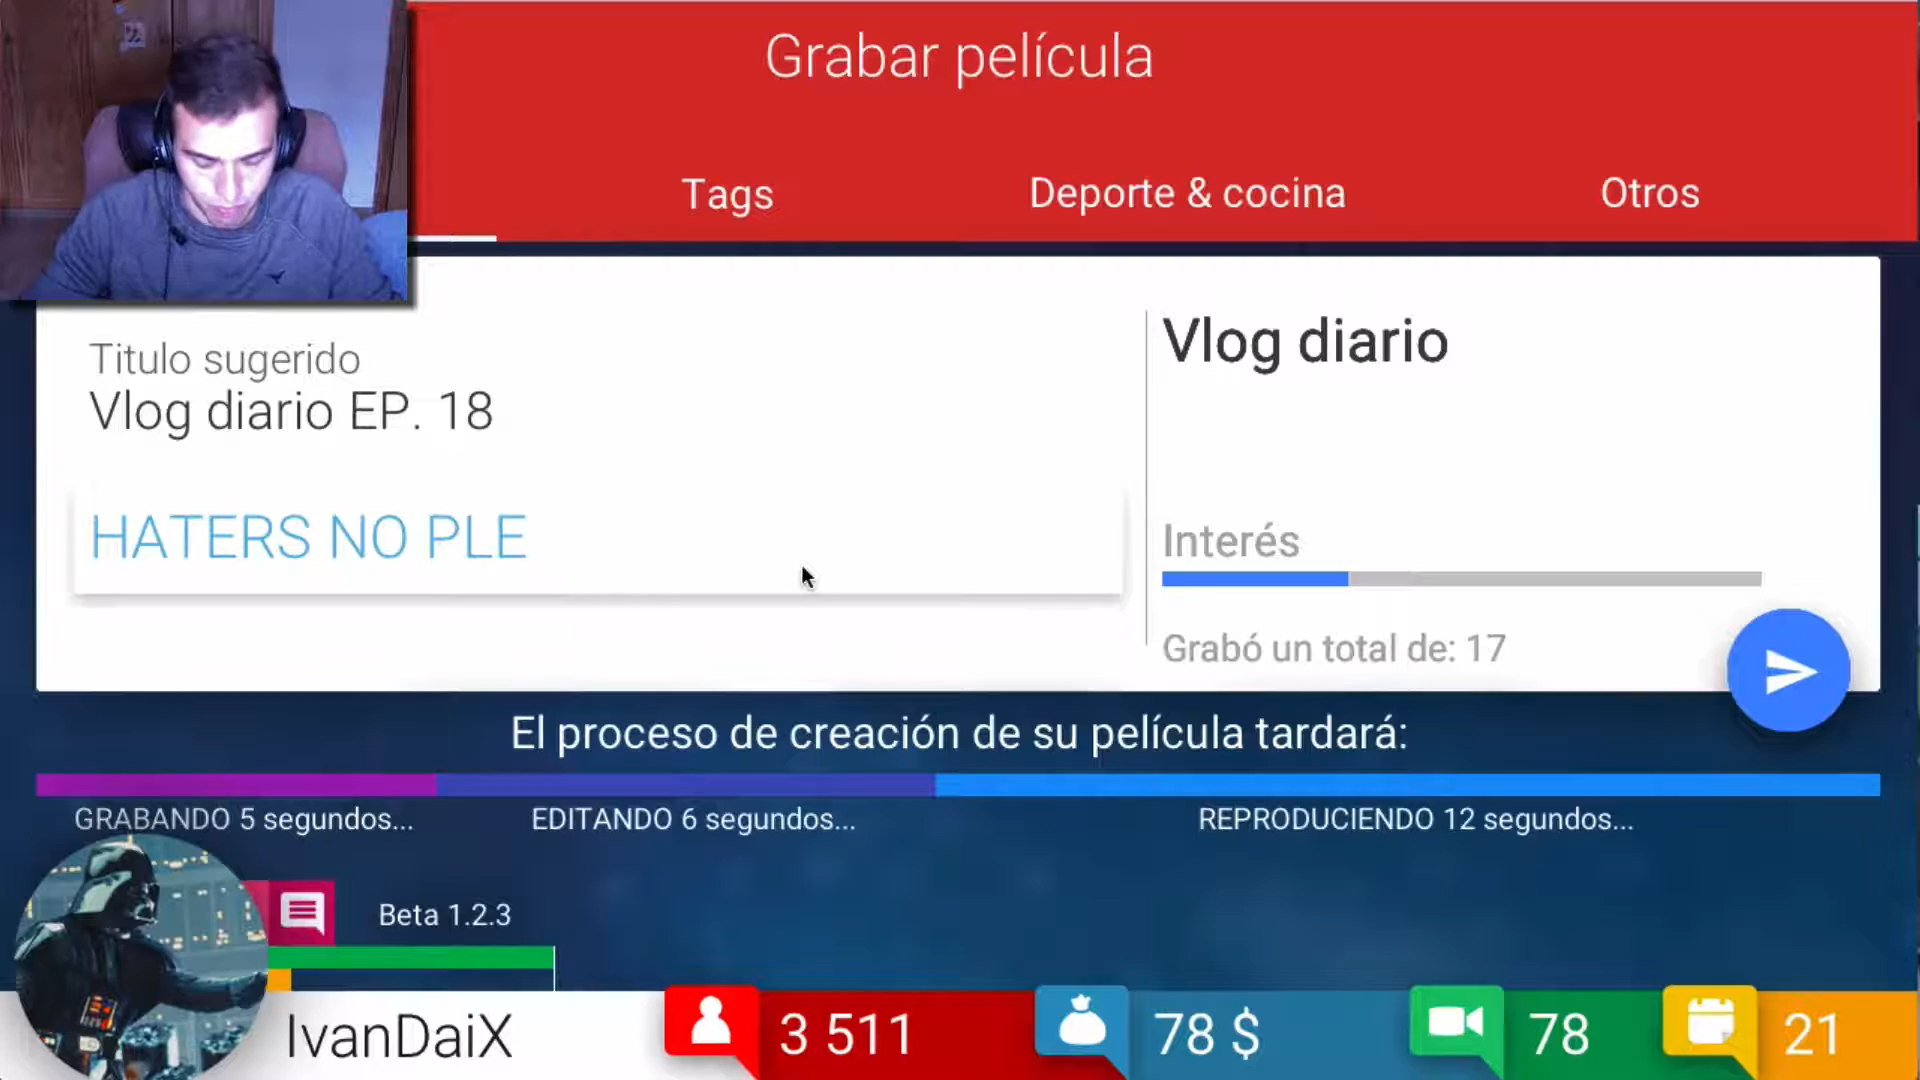 Grabar película
Tags
Deporte & cocina
Otros
Titulo sugerido
Vlog diario EP. 18
HATERS NO PLE
Vlog diario
Interés
Grabó un total de: 17
El proceso de creación de su película tardará:
GRABANDO 5 segundos...
EDITANDO 6 segundos...
REPRODUCIENDO 12 segundos...
Beta 1.2.3
IvanDaiX
3 511
78 $
78
21